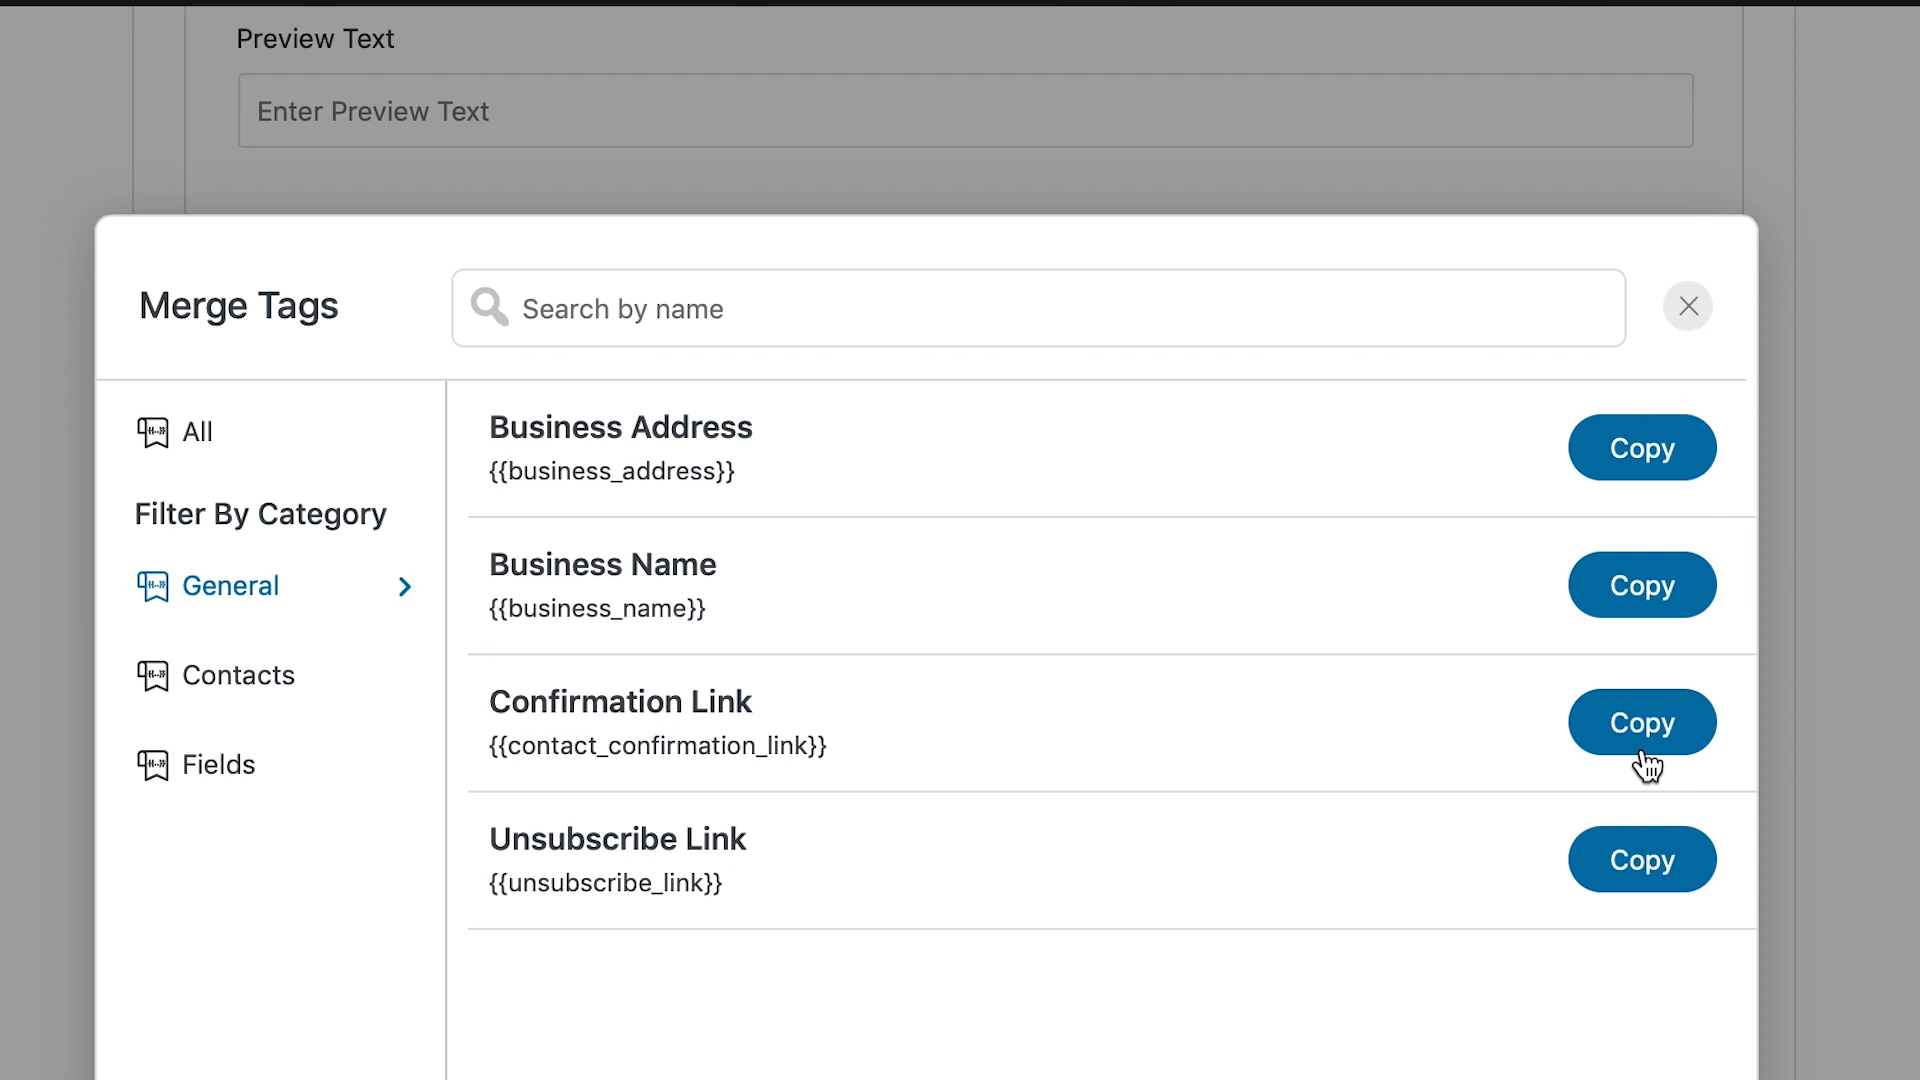 Preview Text
Enter Preview Text
Merge Tags
Search by name
All
Filter By Category
General
Contacts
Fields
Business Address
{{business_address}}
Copy
Business Name
{{business_name}}
Copy
Confirmation Link
{{contact_confirmation_link}}
Copy
Unsubscribe Link
{{unsubscribe_link}}
Copy